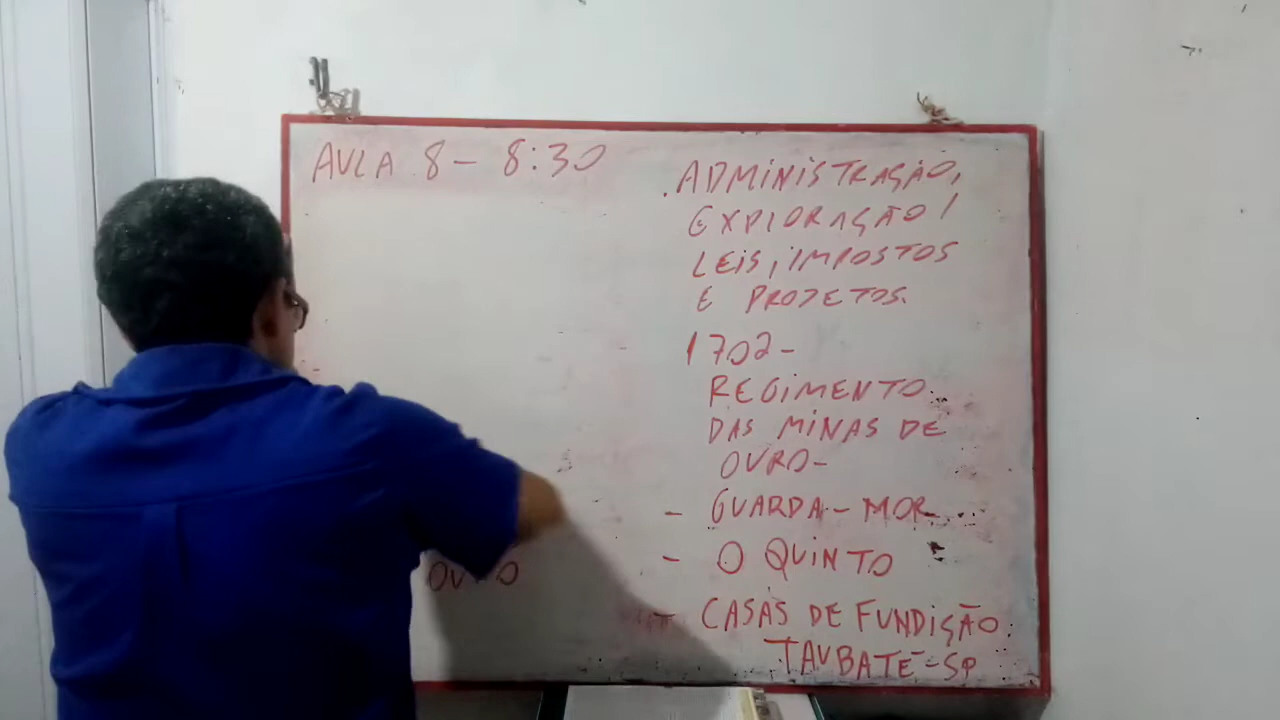 AULA 8 - 8:30
. ADMINISTRAÇÃO,
EXPLORAÇÃO /
LEIS, IMPOSTOS
E PROJETOS.
1702 -
REGIMENTO
DAS MINAS DE
OURO -
- GUARDA-MOR
- O QUINTO
- CASAS DE FUNDIÇÃO:
TAUBATÉ - SP